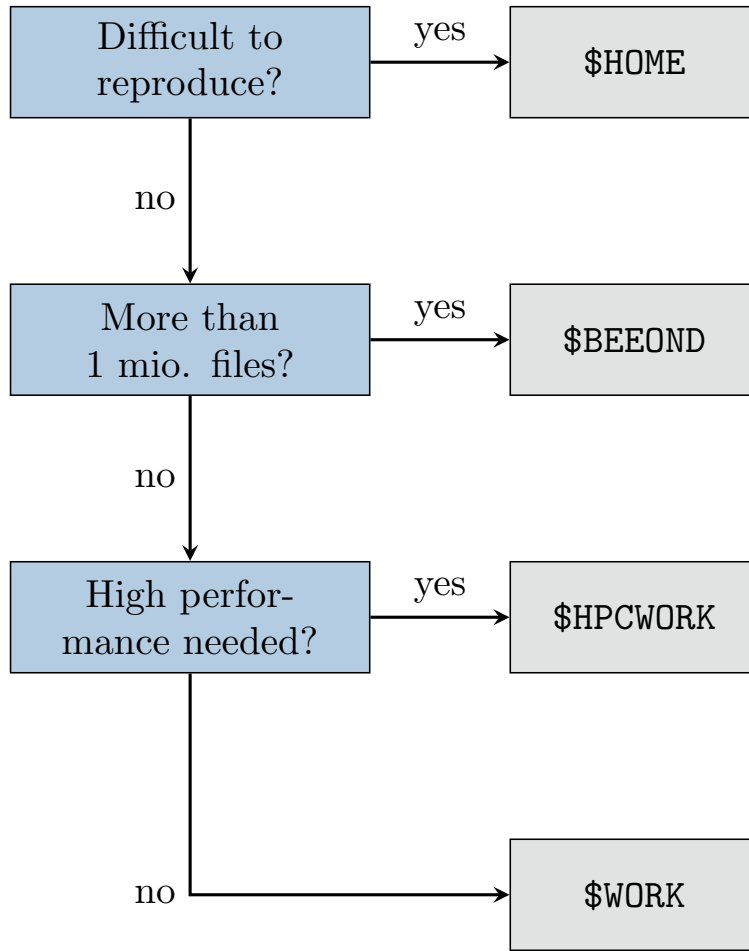 Difficult to
reproduce?
yes
$HOME
no
More than
1 mio. files?
yes
$BEEOND
no
High perfor-
mance needed?
yes
$HPCWORK
no
$WORK